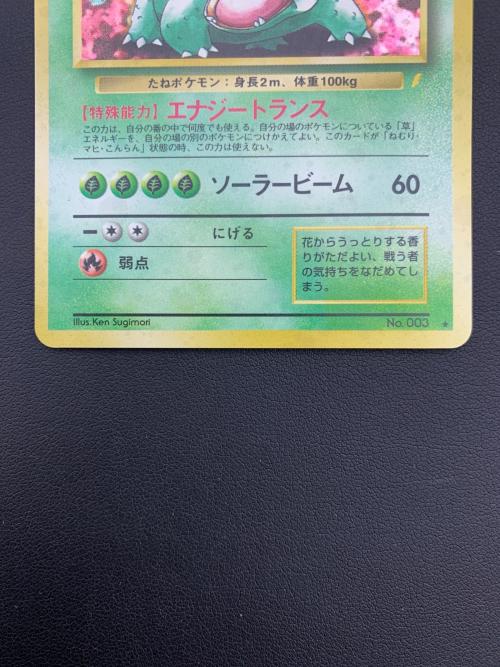 たねポケモン：身長2m、体重100kg
【特殊能力】エナジートランス
この力は、自分の番の中で何度でも使える。自分の場のポケモンについている「草」
エネルギーを、自分の場の別のポケモンにつけかえてよい。このカードが「ねむり・
マヒ・こんらん」状態の時、この力は使えない。
ソーラービーム 60
にげる
弱点
花からうっとりする香
りがただよい、戦う者
の気持ちをなだめてし
まう。
Illus.Ken Sugimori No. 003 ★